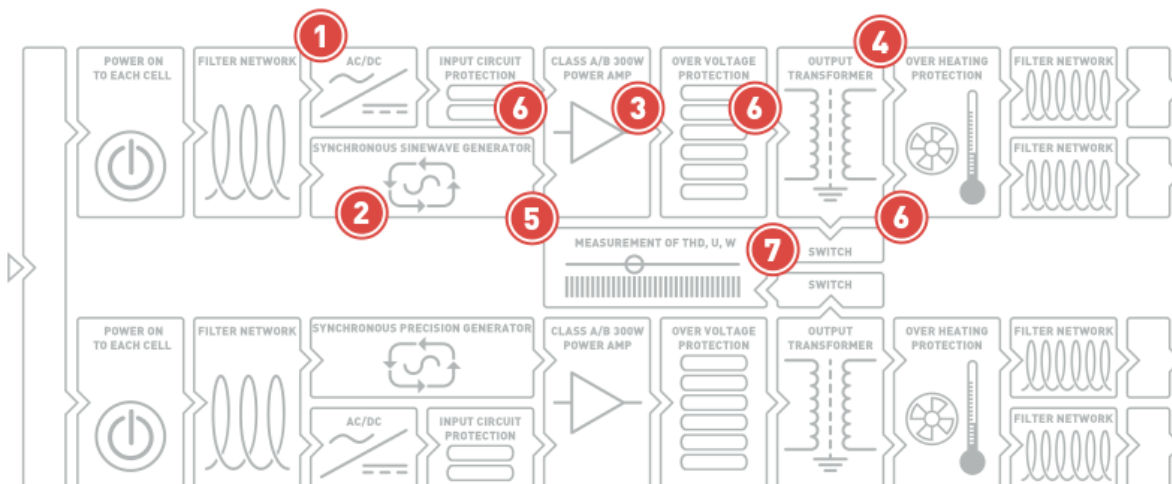 1
4
POWER ON
TO EACH CELL
FILTER NETWORK
AC/DC
INPUT CIRCUIT
PROTECTION
CLASS A/B 300W
POWER AMP
OVER VOLTAGE
PROTECTION
OUTPUT
TRANSFORMER
OVER HEATING
PROTECTION
FILTER NETWORK
6
3
6
SYNCHRONOUS SINEWAVE GENERATOR
FILTER NETWORK
2
5
6
MEASUREMENT OF THD, U, W
7
SWITCH
SWITCH
POWER ON
TO EACH CELL
FILTER NETWORK
SYNCHRONOUS PRECISION GENERATOR
CLASS A/B 300W
POWER AMP
OVER VOLTAGE
PROTECTION
OUTPUT
TRANSFORMER
OVER HEATING
PROTECTION
FILTER NETWORK
AC/DC
INPUT CIRCUIT
PROTECTION
FILTER NETWORK